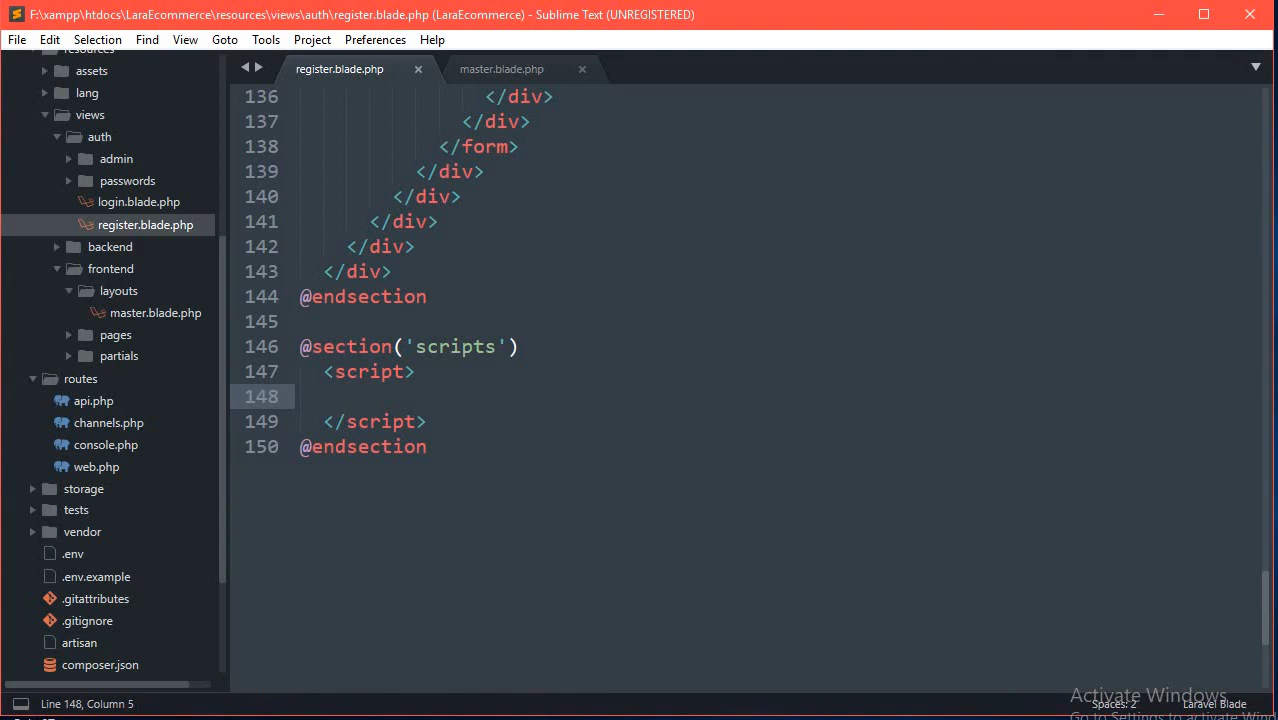 F:\xampp\htdocs\LaraEcommerce\resources\views\auth\register.blade.php (LaraEcommerce) - Sublime Text (UNREGISTERED)
File Edit Selection Find View Goto Tools Project Preferences Help
resources
assets
lang
views
auth
admin
passwords
login.blade.php
register.blade.php
backend
frontend
layouts
master.blade.php
pages
partials
routes
api.php
channels.php
console.php
web.php
storage
tests
vendor
.env
.env.example
.gitattributes
.gitignore
artisan
composer.json
register.blade.php master.blade.php
136 </div>
137 </div>
138 </form>
139 </div>
140 </div>
141 </div>
142 </div>
143 </div>
144 @endsection
145
146 @section('scripts')
147 <script>
148
149 </script>
150 @endsection
Activate Windows
Go to Settings to activate Wind
Line 148, Column 5 Spaces: 2 Laravel Blade